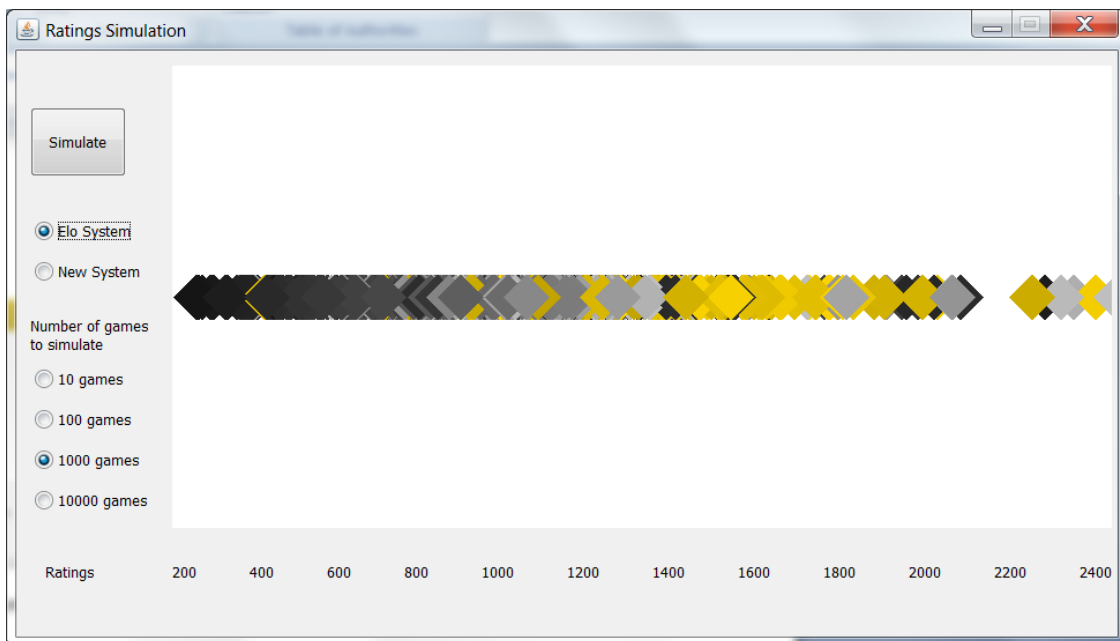 Ratings Simulation
Simulate
Elo System
New System
Number of games
to simulate
10 games
100 games
1000 games
10000 games
Ratings 200 400 600 800 1000 1200 1400 1600 1800 2000 2200 2400